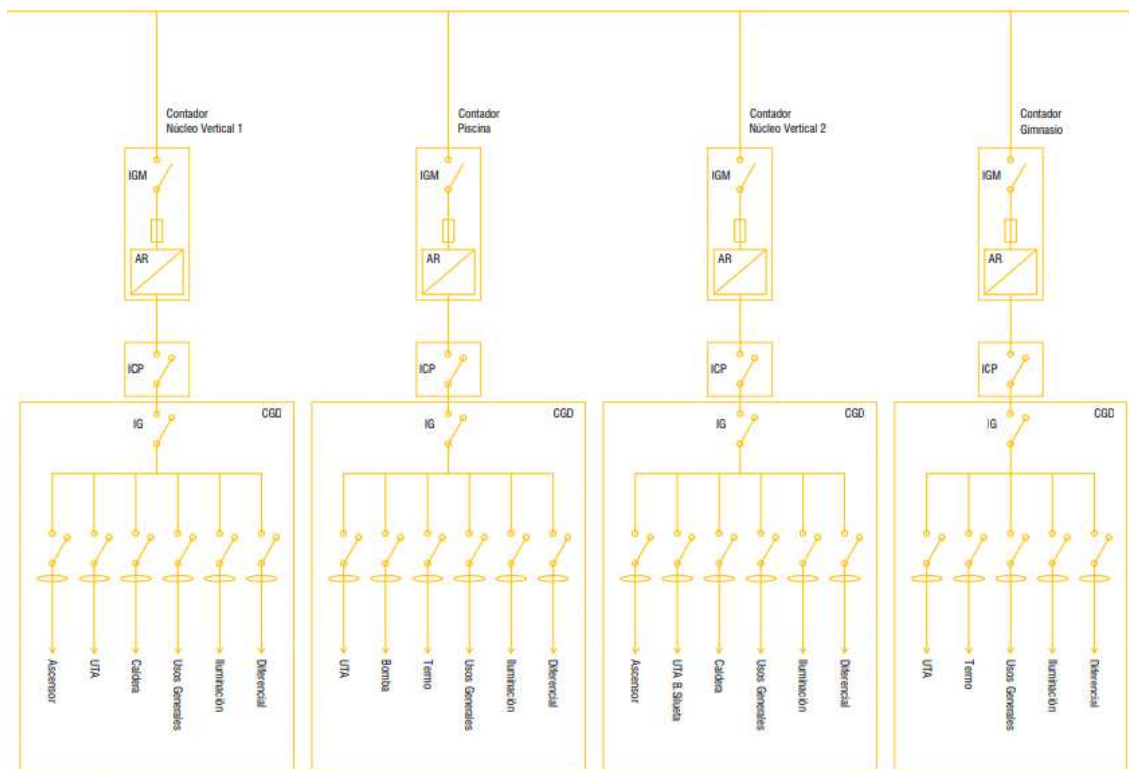 Contador
Núcleo Vertical 1
Contador
Piscina
Contador
Núcleo Vertical 2
Contador
Gimnasio
IGM
IGM
IGM
IGM
AR
AR
AR
AR
ICP
ICP
ICP
ICP
CGD
CGD
CGD
CGD
IG
IG
IG
IG
Ascensor
UTA
Caldera
Usos Generales
Iluminación
Diferencial
UTA
Bomba
Termo
Usos Generales
Iluminación
Diferencial
Ascensor
UTA B.Silueta
Caldera
Usos Generales
Iluminación
Diferencial
UTA
Termo
Usos Generales
Iluminación
Diferencial